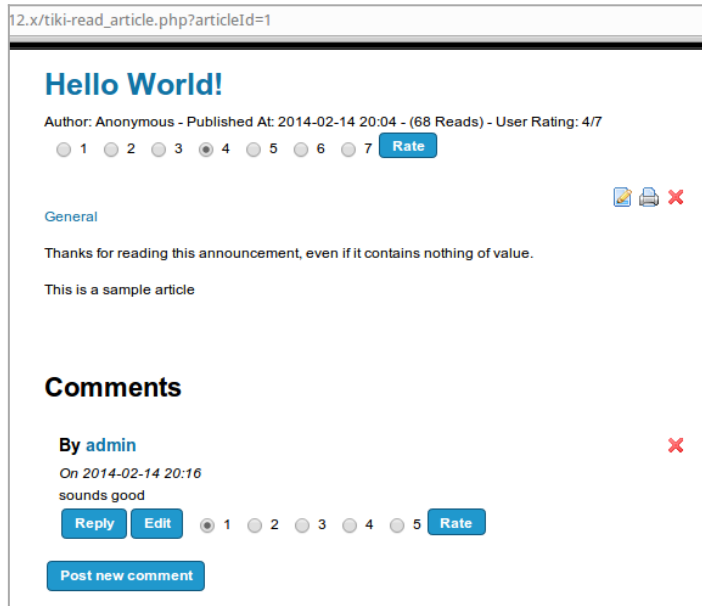 12.x/tiki-read_article.php?articleId=1
Hello World!
Author: Anonymous - Published At: 2014-02-14 20:04 - (68 Reads) - User Rating: 4/7
1 2 3 4 5 6 7 Rate
General
Thanks for reading this announcement, even if it contains nothing of value.
This is a sample article
Comments
By admin
On 2014-02-14 20:16
sounds good
Reply Edit 1 2 3 4 5 Rate
Post new comment